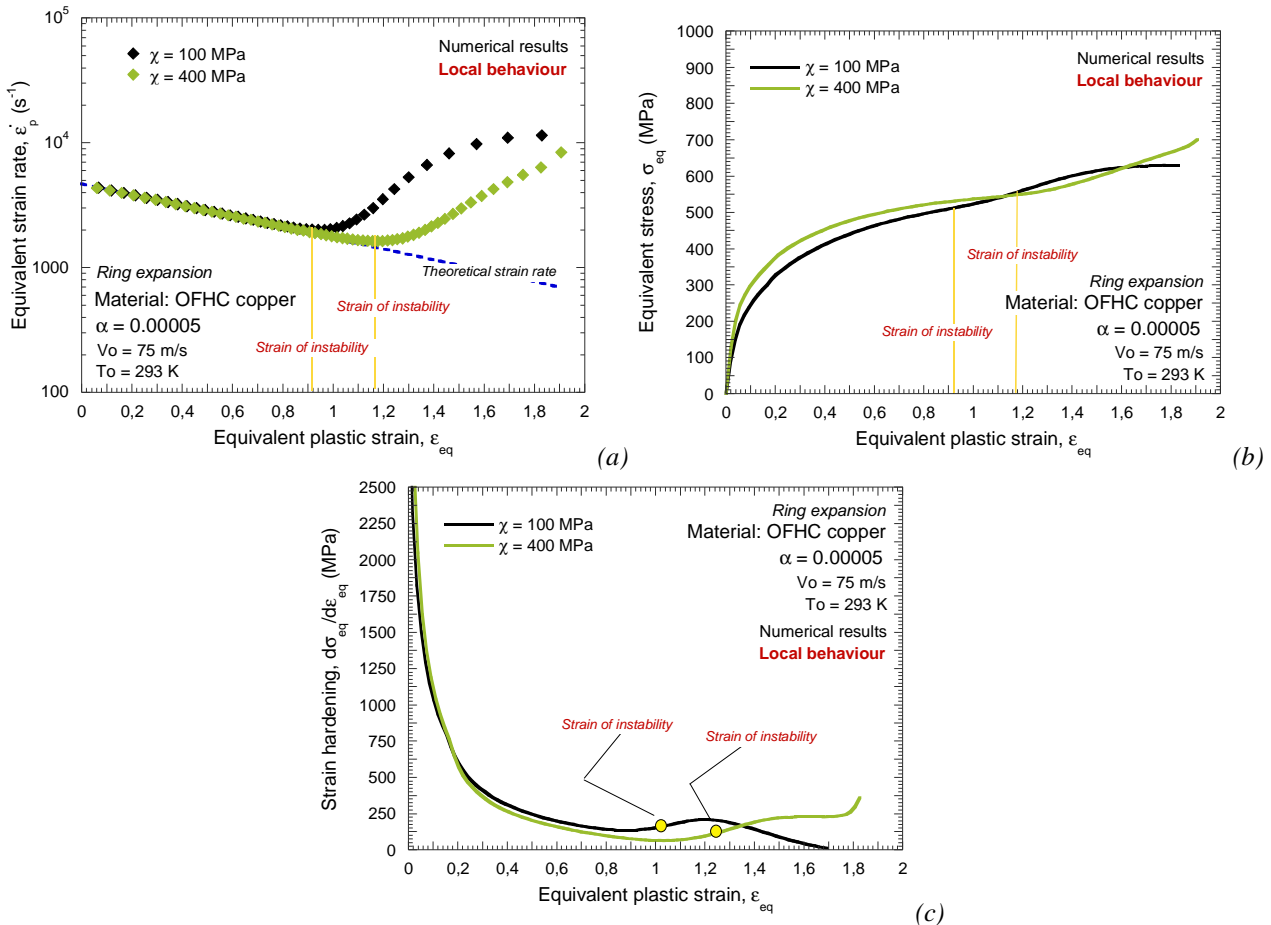 10^5
10^4
1000
100
Equivalent strain rate, ε̇_p (s^-1)
χ = 100 MPa
χ = 400 MPa
Numerical results
Local behaviour
Theoretical strain rate
Ring expansion
Material: OFHC copper
α = 0.00005
Vo = 75 m/s
To = 293 K
Strain of instability
Strain of instability
0 0,2 0,4 0,6 0,8 1 1,2 1,4 1,6 1,8 2
Equivalent plastic strain, ε_eq
(a)
1000
900
800
700
600
500
400
300
200
100
0
Equivalent stress, σ_eq (MPa)
χ = 100 MPa
χ = 400 MPa
Numerical results
Local behaviour
Strain of instability
Strain of instability
Ring expansion
Material: OFHC copper
α = 0.00005
Vo = 75 m/s
To = 293 K
0 0,2 0,4 0,6 0,8 1 1,2 1,4 1,6 1,8 2
Equivalent plastic strain, ε_eq
(b)
2500
2250
2000
1750
1500
1250
1000
750
500
250
0
Strain hardening, dσ_eq/dε_eq (MPa)
χ = 100 MPa
χ = 400 MPa
Ring expansion
Material: OFHC copper
α = 0.00005
Vo = 75 m/s
To = 293 K
Numerical results
Local behaviour
Strain of instability
Strain of instability
0 0,2 0,4 0,6 0,8 1 1,2 1,4 1,6 1,8 2
Equivalent plastic strain, ε_eq
(c)